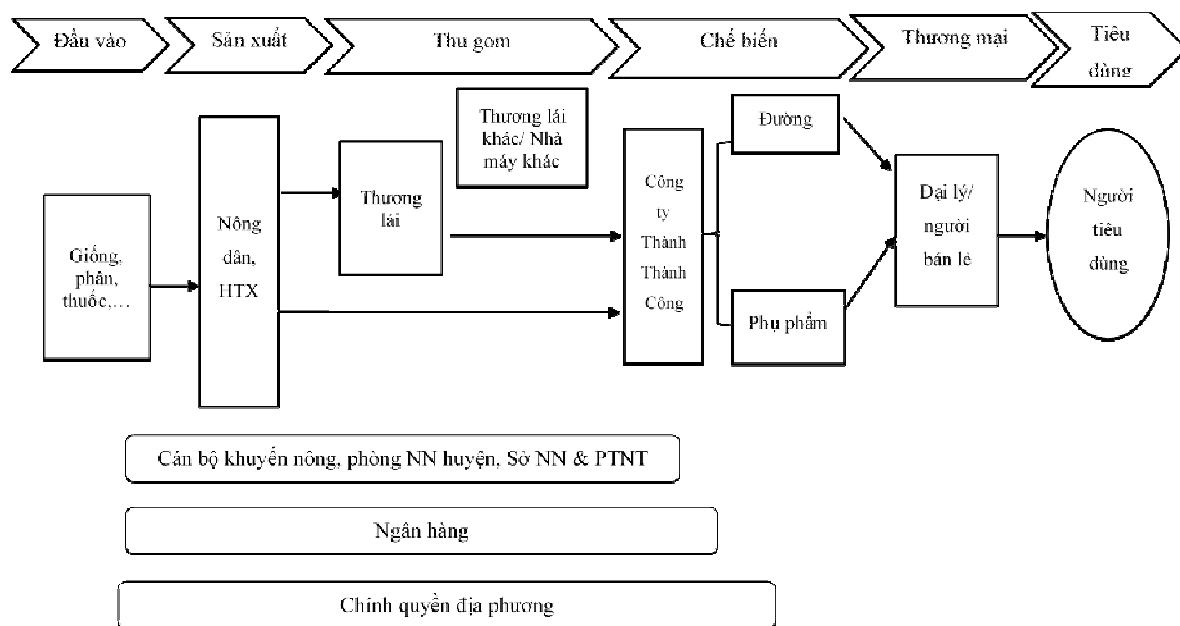 Đầu vào
Sản xuất
Thu gom
Chế biến
Thương mại
Tiêu
dùng
Giống,
phân,
thuốc,...
Nông
dân,
HTX
Thương
lái
Thương lái
khác/ Nhà
máy khác
Công
ty
Thành
Thành
Công
Đường
Phụ phẩm
Đại lý/
người
bán lẻ
Người
tiêu
dùng
Cán bộ khuyến nông, phòng NN huyện, Sở NN & PTNT
Ngân hàng
Chính quyền địa phương